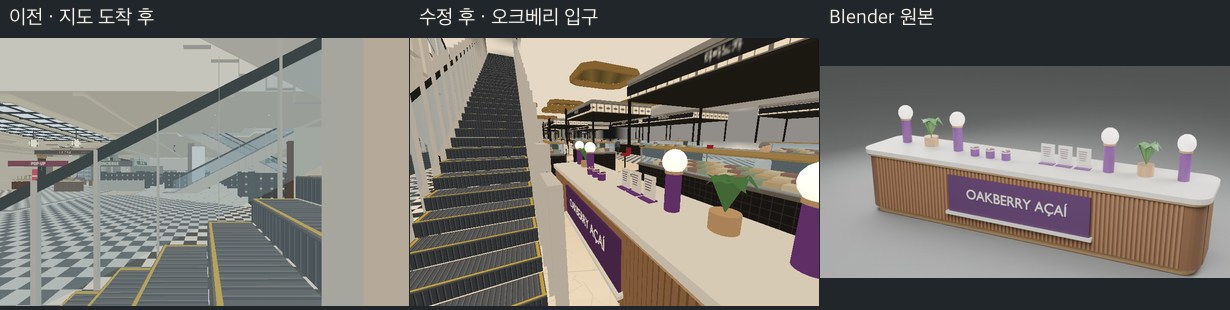 이전 · 지도 도착 후
수정 후 · 오크베리 입구
Blender 원본
OAKBERRY AÇAÍ
OAKBERRY AÇAÍ